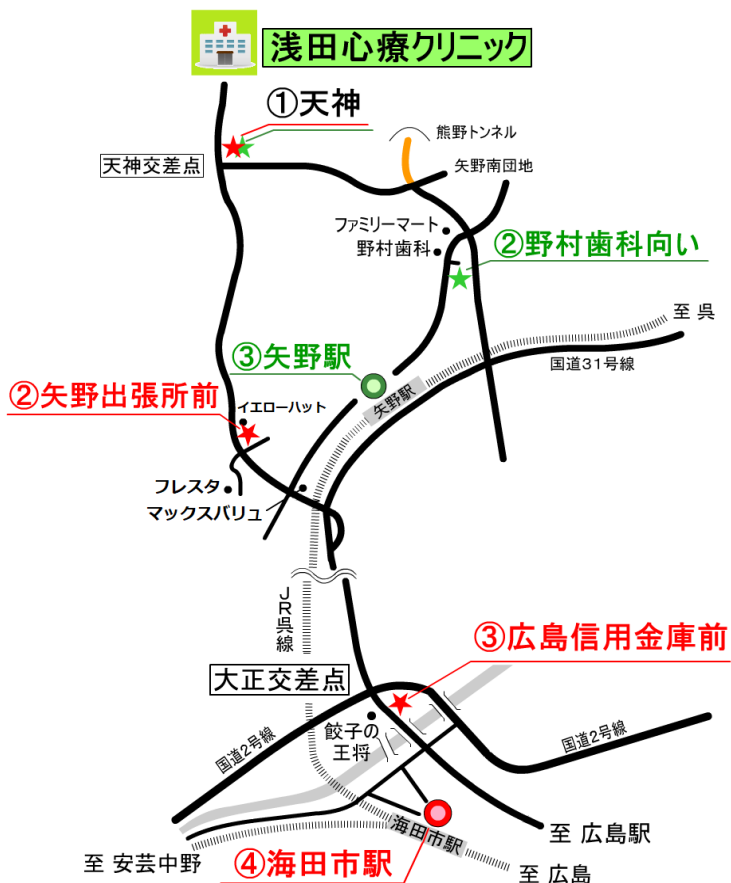 浅田心療クリニック
①天神
熊野トンネル
天神交差点
矢野南団地
ファミリーマート
野村歯科
②野村歯科向い
至 呉
③矢野駅
国道31号線
②矢野出張所前
イエローハット
矢野駅
フレスタ
マックスバリュ
JR呉線
③広島信用金庫前
大正交差点
餃子の
王将
国道2号線
国道2号線
海田市駅
至 広島駅
至 安芸中野
④海田市駅
至 広島